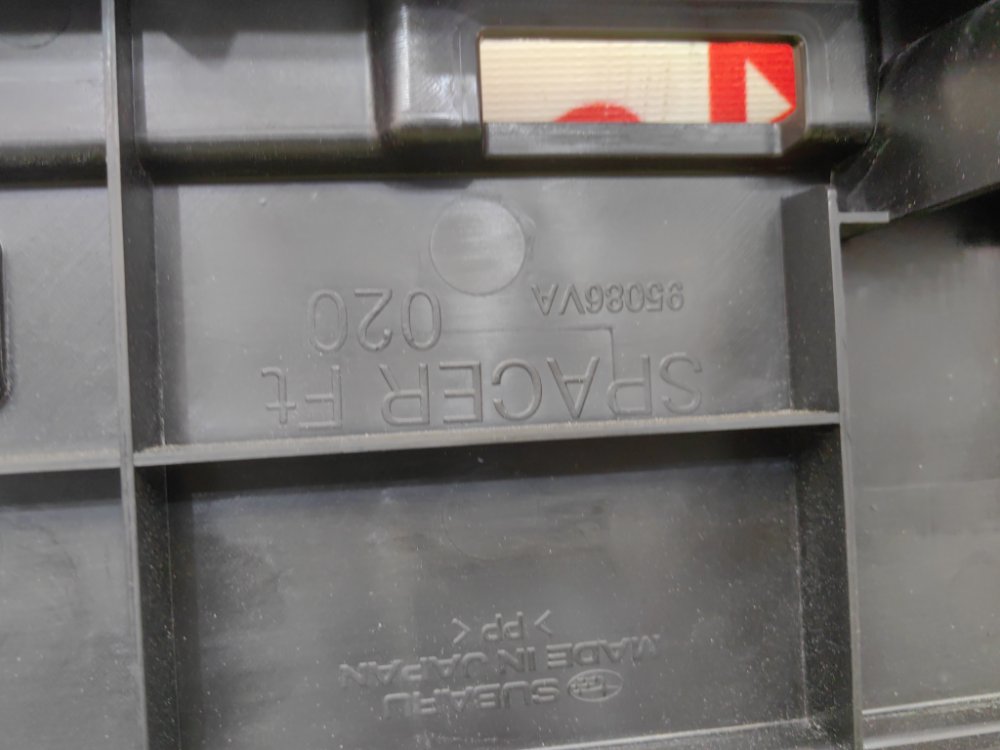 SUBARU
MADE IN JAPAN
>PP<
SPACER Ft
95086VA 020